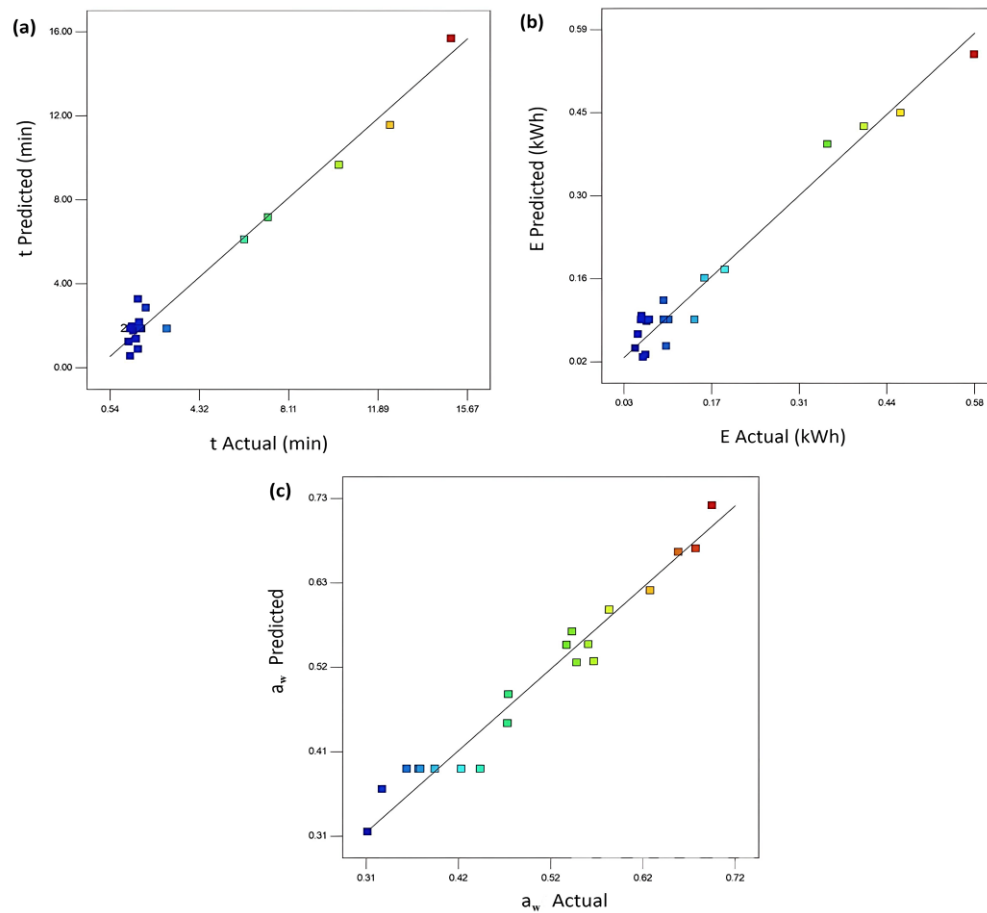 (a)
16.00
12.00
8.00
4.00
0.00
t Predicted (min)
2
0.54 4.32 8.11 11.89 15.67
t Actual (min)
(b)
0.59
0.45
0.30
0.16
0.02
E Predicted (kWh)
0.03 0.17 0.31 0.44 0.58
E Actual (kWh)
(c)
0.73
0.63
0.52
0.41
0.31
aw Predicted
0.31 0.42 0.52 0.62 0.72
aw Actual